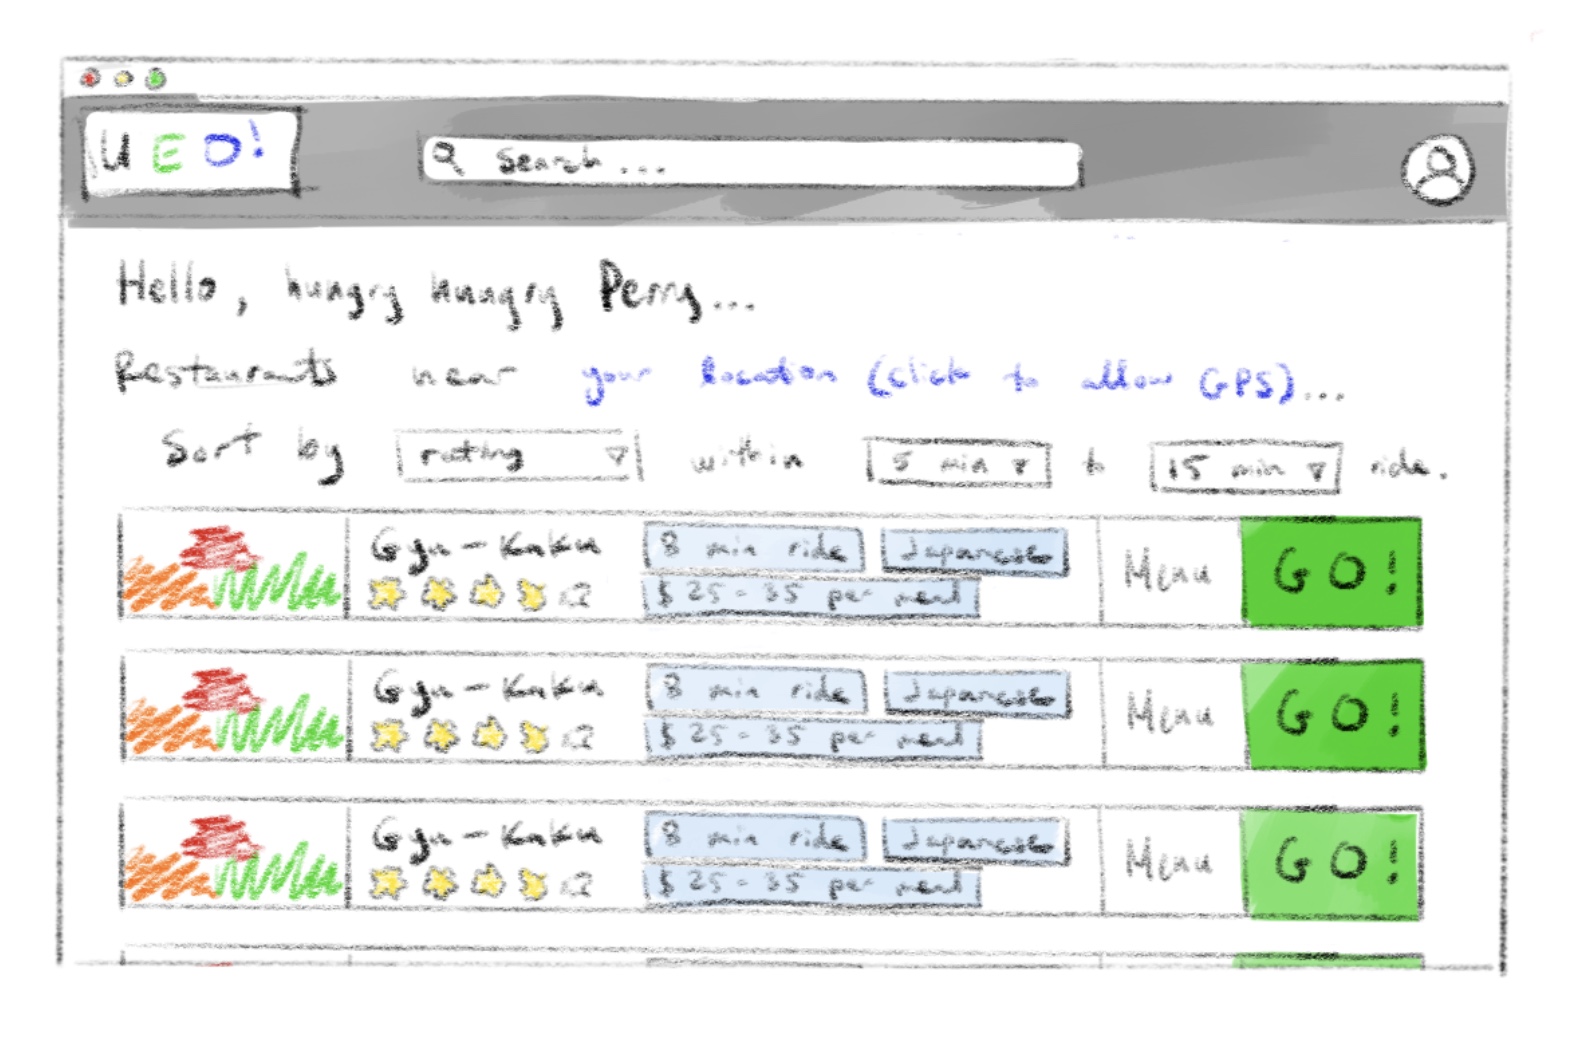 UEO!
Search...
Hello, hungry hungry Perry...
Restaurants near your location (click to allow GPS)...
Sort by rating within 5 min to 15 min ride.
Gyu-Kaku 8 min ride Japanese Menu GO!
$25-35 per meal
Gyu-Kaku 8 min ride Japanese Menu GO!
$25-35 per meal
Gyu-Kaku 8 min ride Japanese Menu GO!
$25-35 per meal